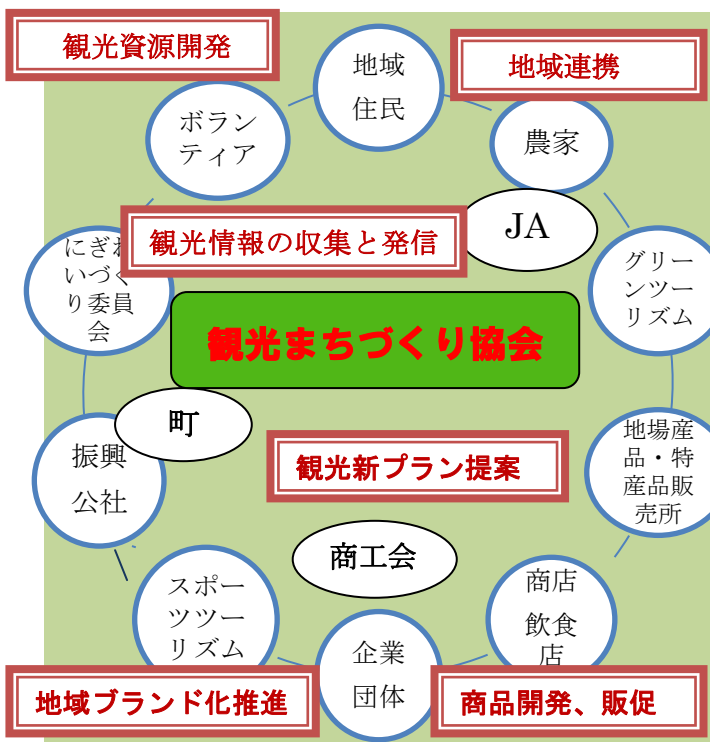 観光資源開発
地域
住民
地域連携
ボラン
ティア
農家
JA
観光情報の収集と発信
にぎわ
いづく
り委員
会
グリー
ンツー
リズム
観光まちづくり協会
町
振興
公社
地場産
品・特
産品販
売所
観光新プラン提案
商工会
スポー
ツツー
リズム
商店
飲食
店
企業
団体
地域ブランド化推進
商品開発、販促